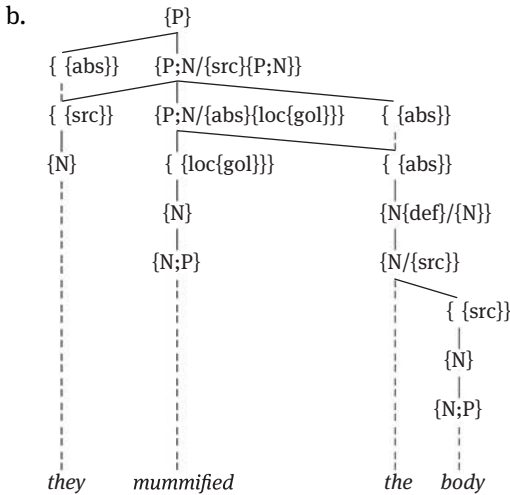 b.
{P}
{ {abs}} {P;N/{src}{P;N}}
{ {src}} {P;N/{abs}{loc{gol}}} { {abs}}
{N} { {loc{gol}}} { {abs}}
{N} {N{def}/{N}}
{N;P} {N/{src}}
{ {src}}
{N}
{N;P}
they mummified the body